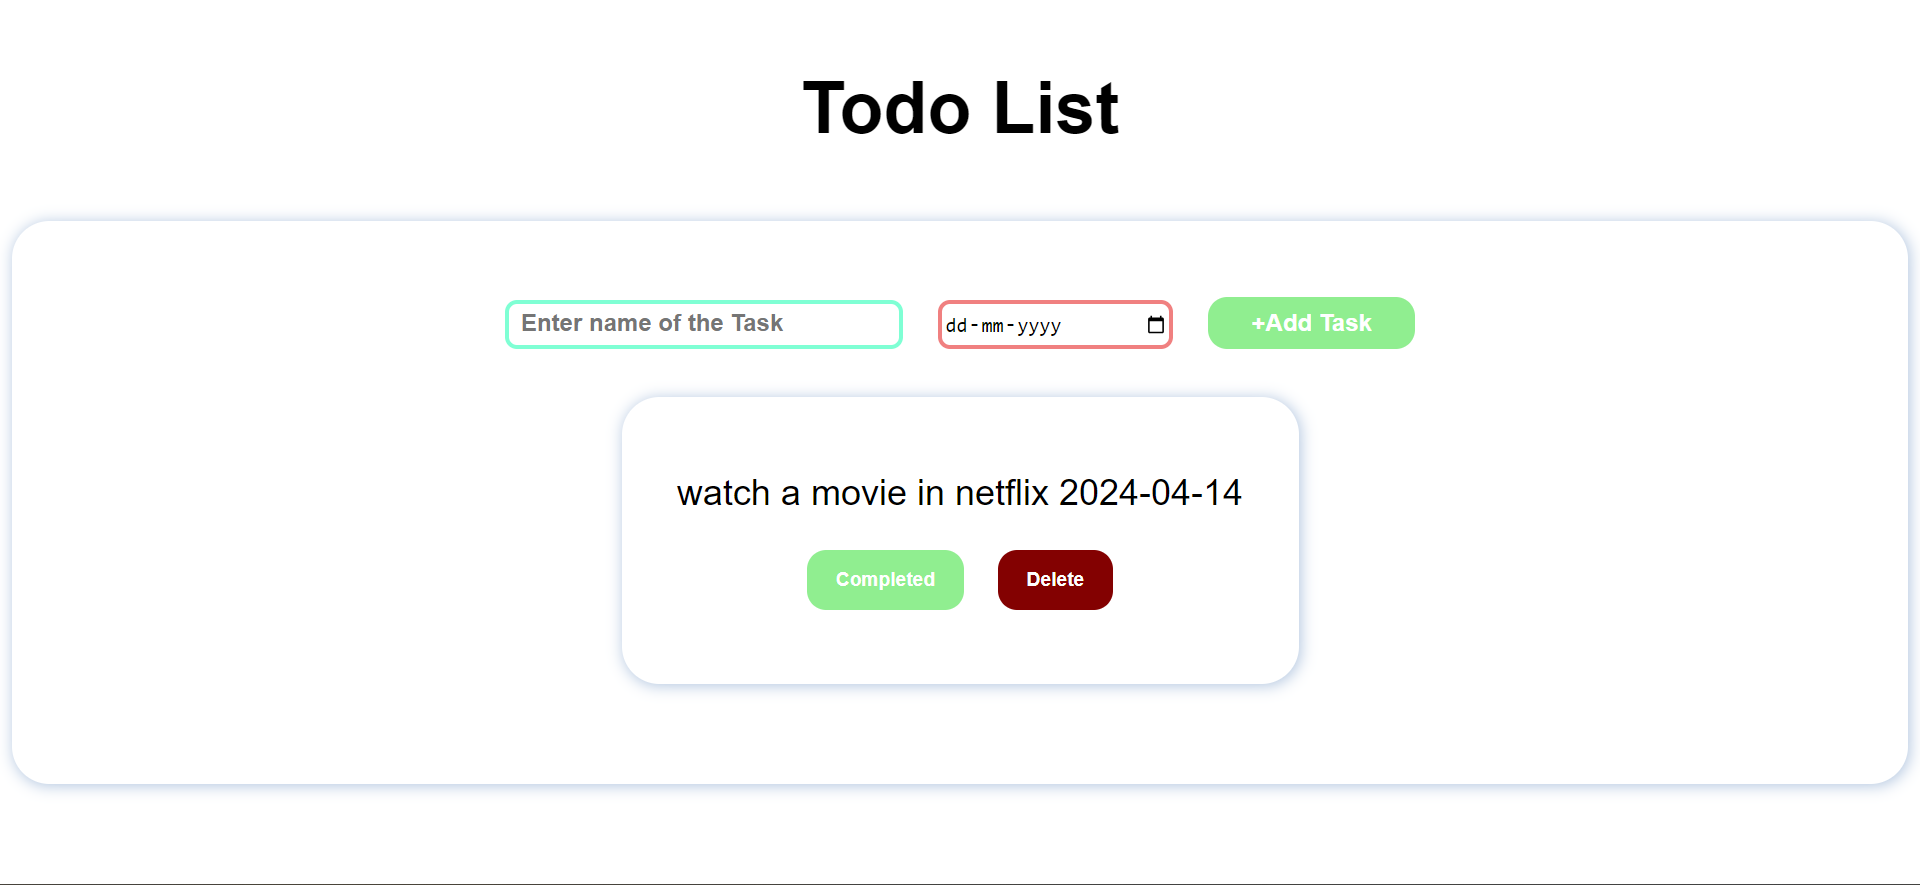 Todo List
Enter name of the Task dd-mm-yyyy +Add Task
watch a movie in netflix 2024-04-14
Completed Delete